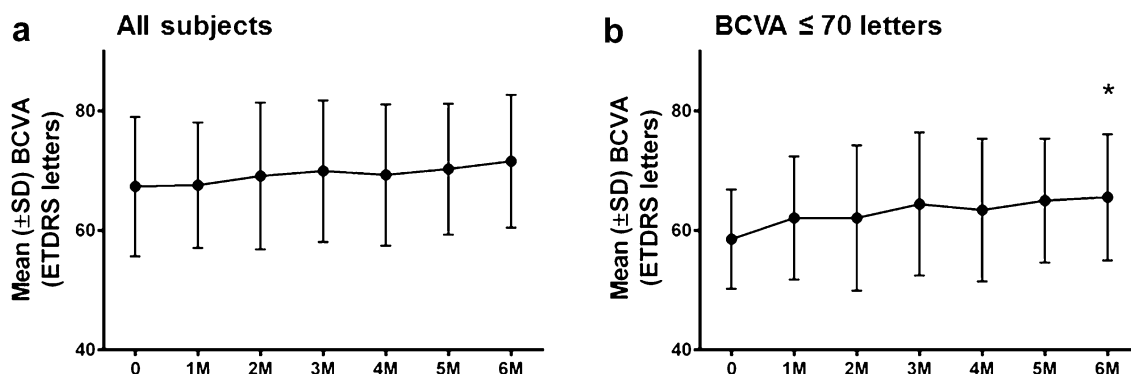 a All subjects
Mean (±SD) BCVA
(ETDRS letters)
80
60
40
0 1M 2M 3M 4M 5M 6M
b BCVA ≤ 70 letters
Mean (±SD) BCVA
(ETDRS letters)
80
60
40
*
0 1M 2M 3M 4M 5M 6M